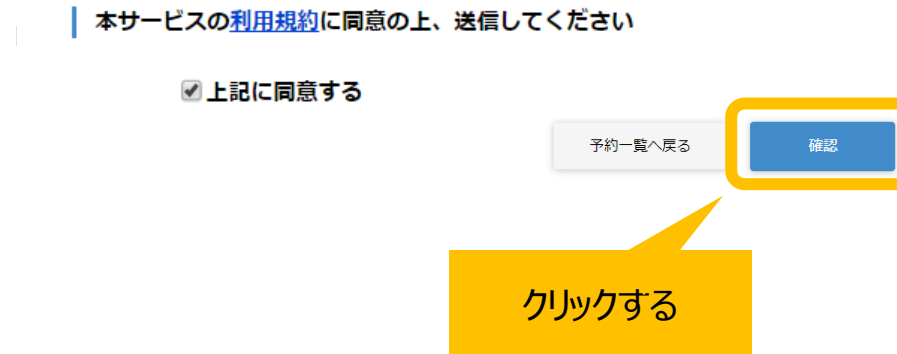 本サービスの利用規約に同意の上、送信してください
上記に同意する
予約一覧へ戻る
確認
クリックする